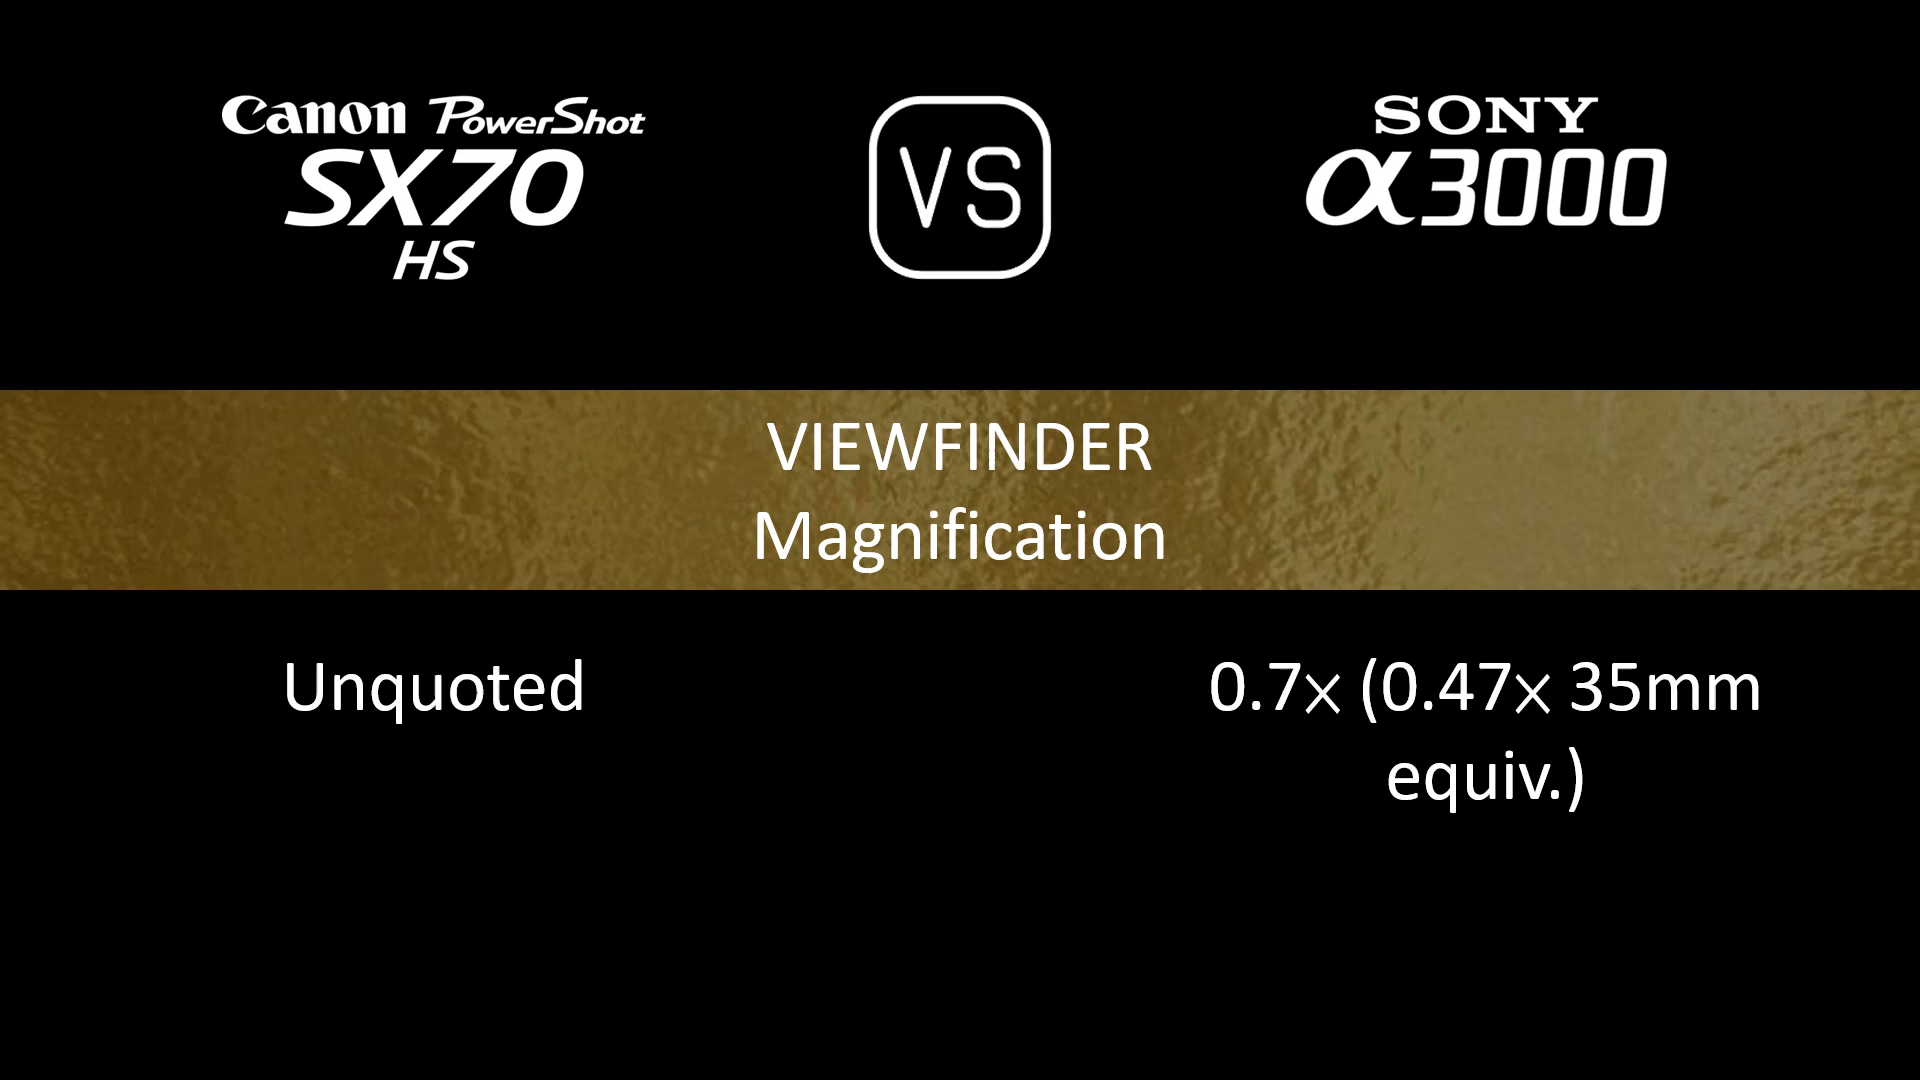 Canon PowerShot
SX70
HS
VS
SONY
α3000
VIEWFINDER
Magnification
Unquoted
0.7× (0.47× 35mm
equiv.)